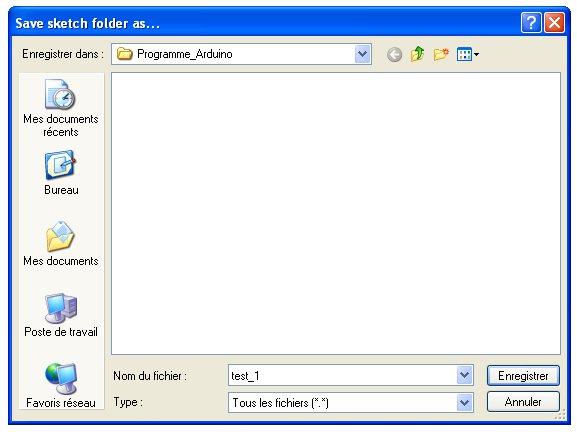 Save sketch folder as...
Enregistrer dans :
Programme_Arduino
Mes documents
récents
Bureau
Mes documents
Poste de travail
Favoris réseau
Nom du fichier :
test_1
Enregistrer
Type :
Tous les fichiers (*.*)
Annuler